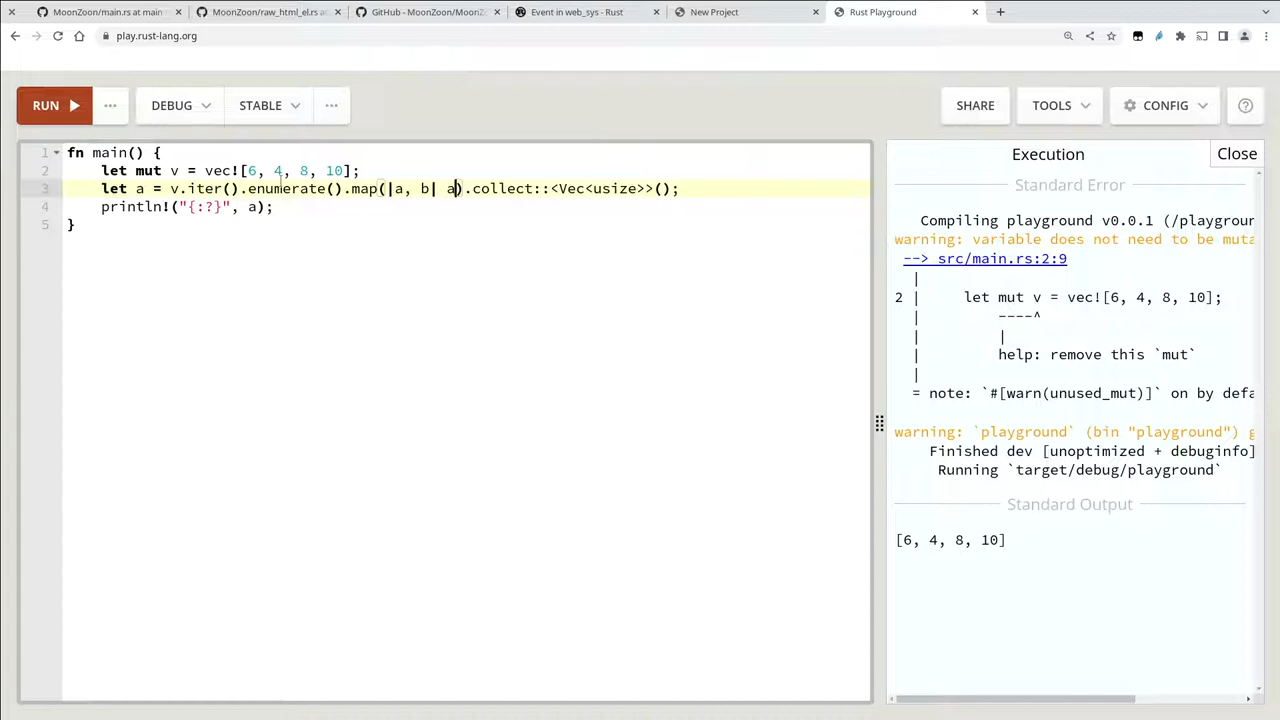 MoonZoon/main.rs at main
MoonZoon/raw_html_el.rs a
GitHub - MoonZoon/MoonZ
Event in web_sys - Rust
New Project
Rust Playground
play.rust-lang.org
RUN
DEBUG
STABLE
SHARE
TOOLS
CONFIG
1 fn main() {
2 let mut v = vec![6, 4, 8, 10];
3 let a = v.iter().enumerate().map(|a, b| a).collect::<Vec<usize>>();
4 println!("{:?}", a);
5 }
Execution
Close
Standard Error
Compiling playground v0.0.1 (/playgroun
warning: variable does not need to be muta
--> src/main.rs:2:9
|
2 | let mut v = vec![6, 4, 8, 10];
| ----^
| |
| help: remove this `mut`
|
= note: `#[warn(unused_mut)]` on by defa
warning: `playground` (bin "playground") g
Finished dev [unoptimized + debuginfo]
Running `target/debug/playground`
Standard Output
[6, 4, 8, 10]